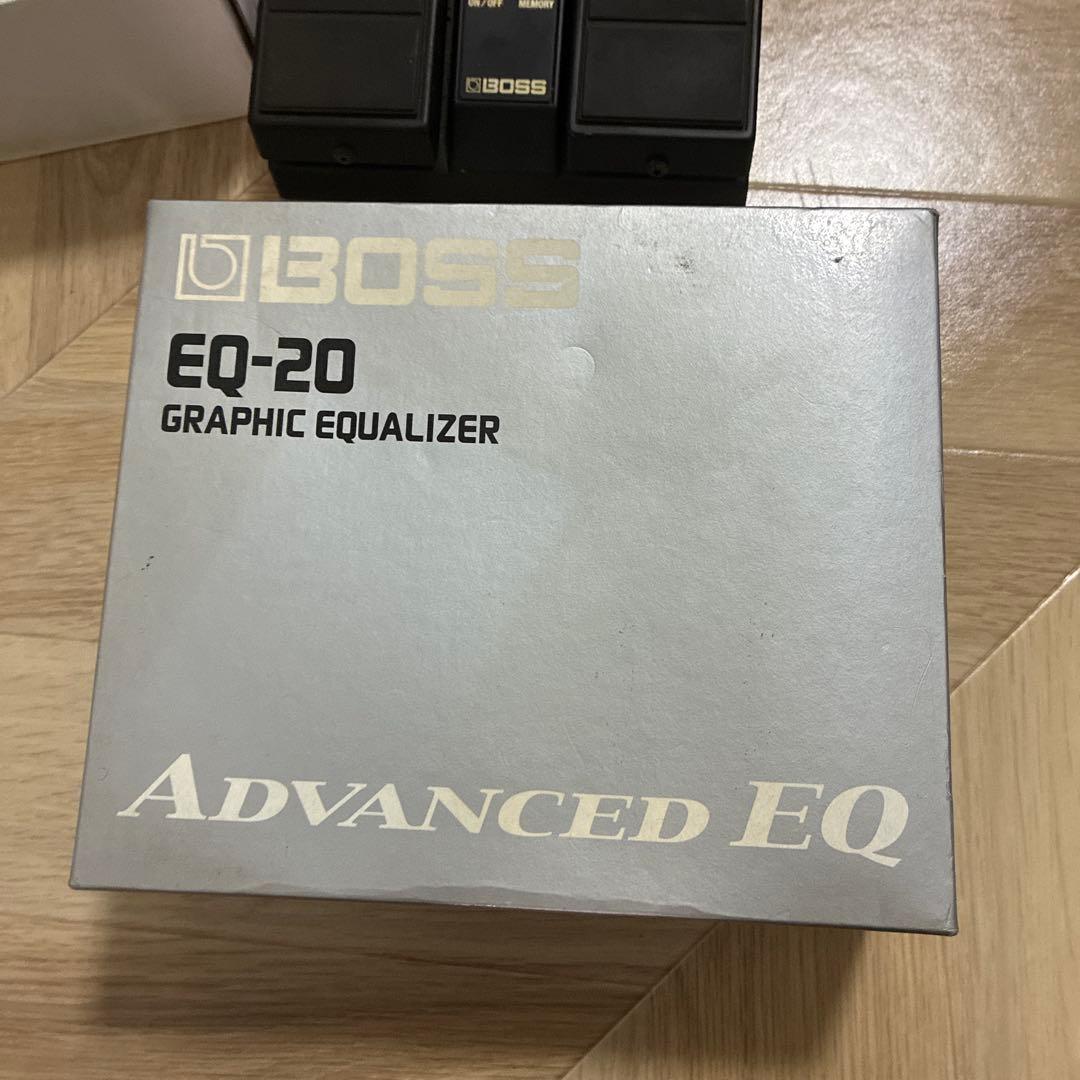 ON/OFF MEMORY
BOSS
BOSS
EQ-20
GRAPHIC EQUALIZER
ADVANCED EQ